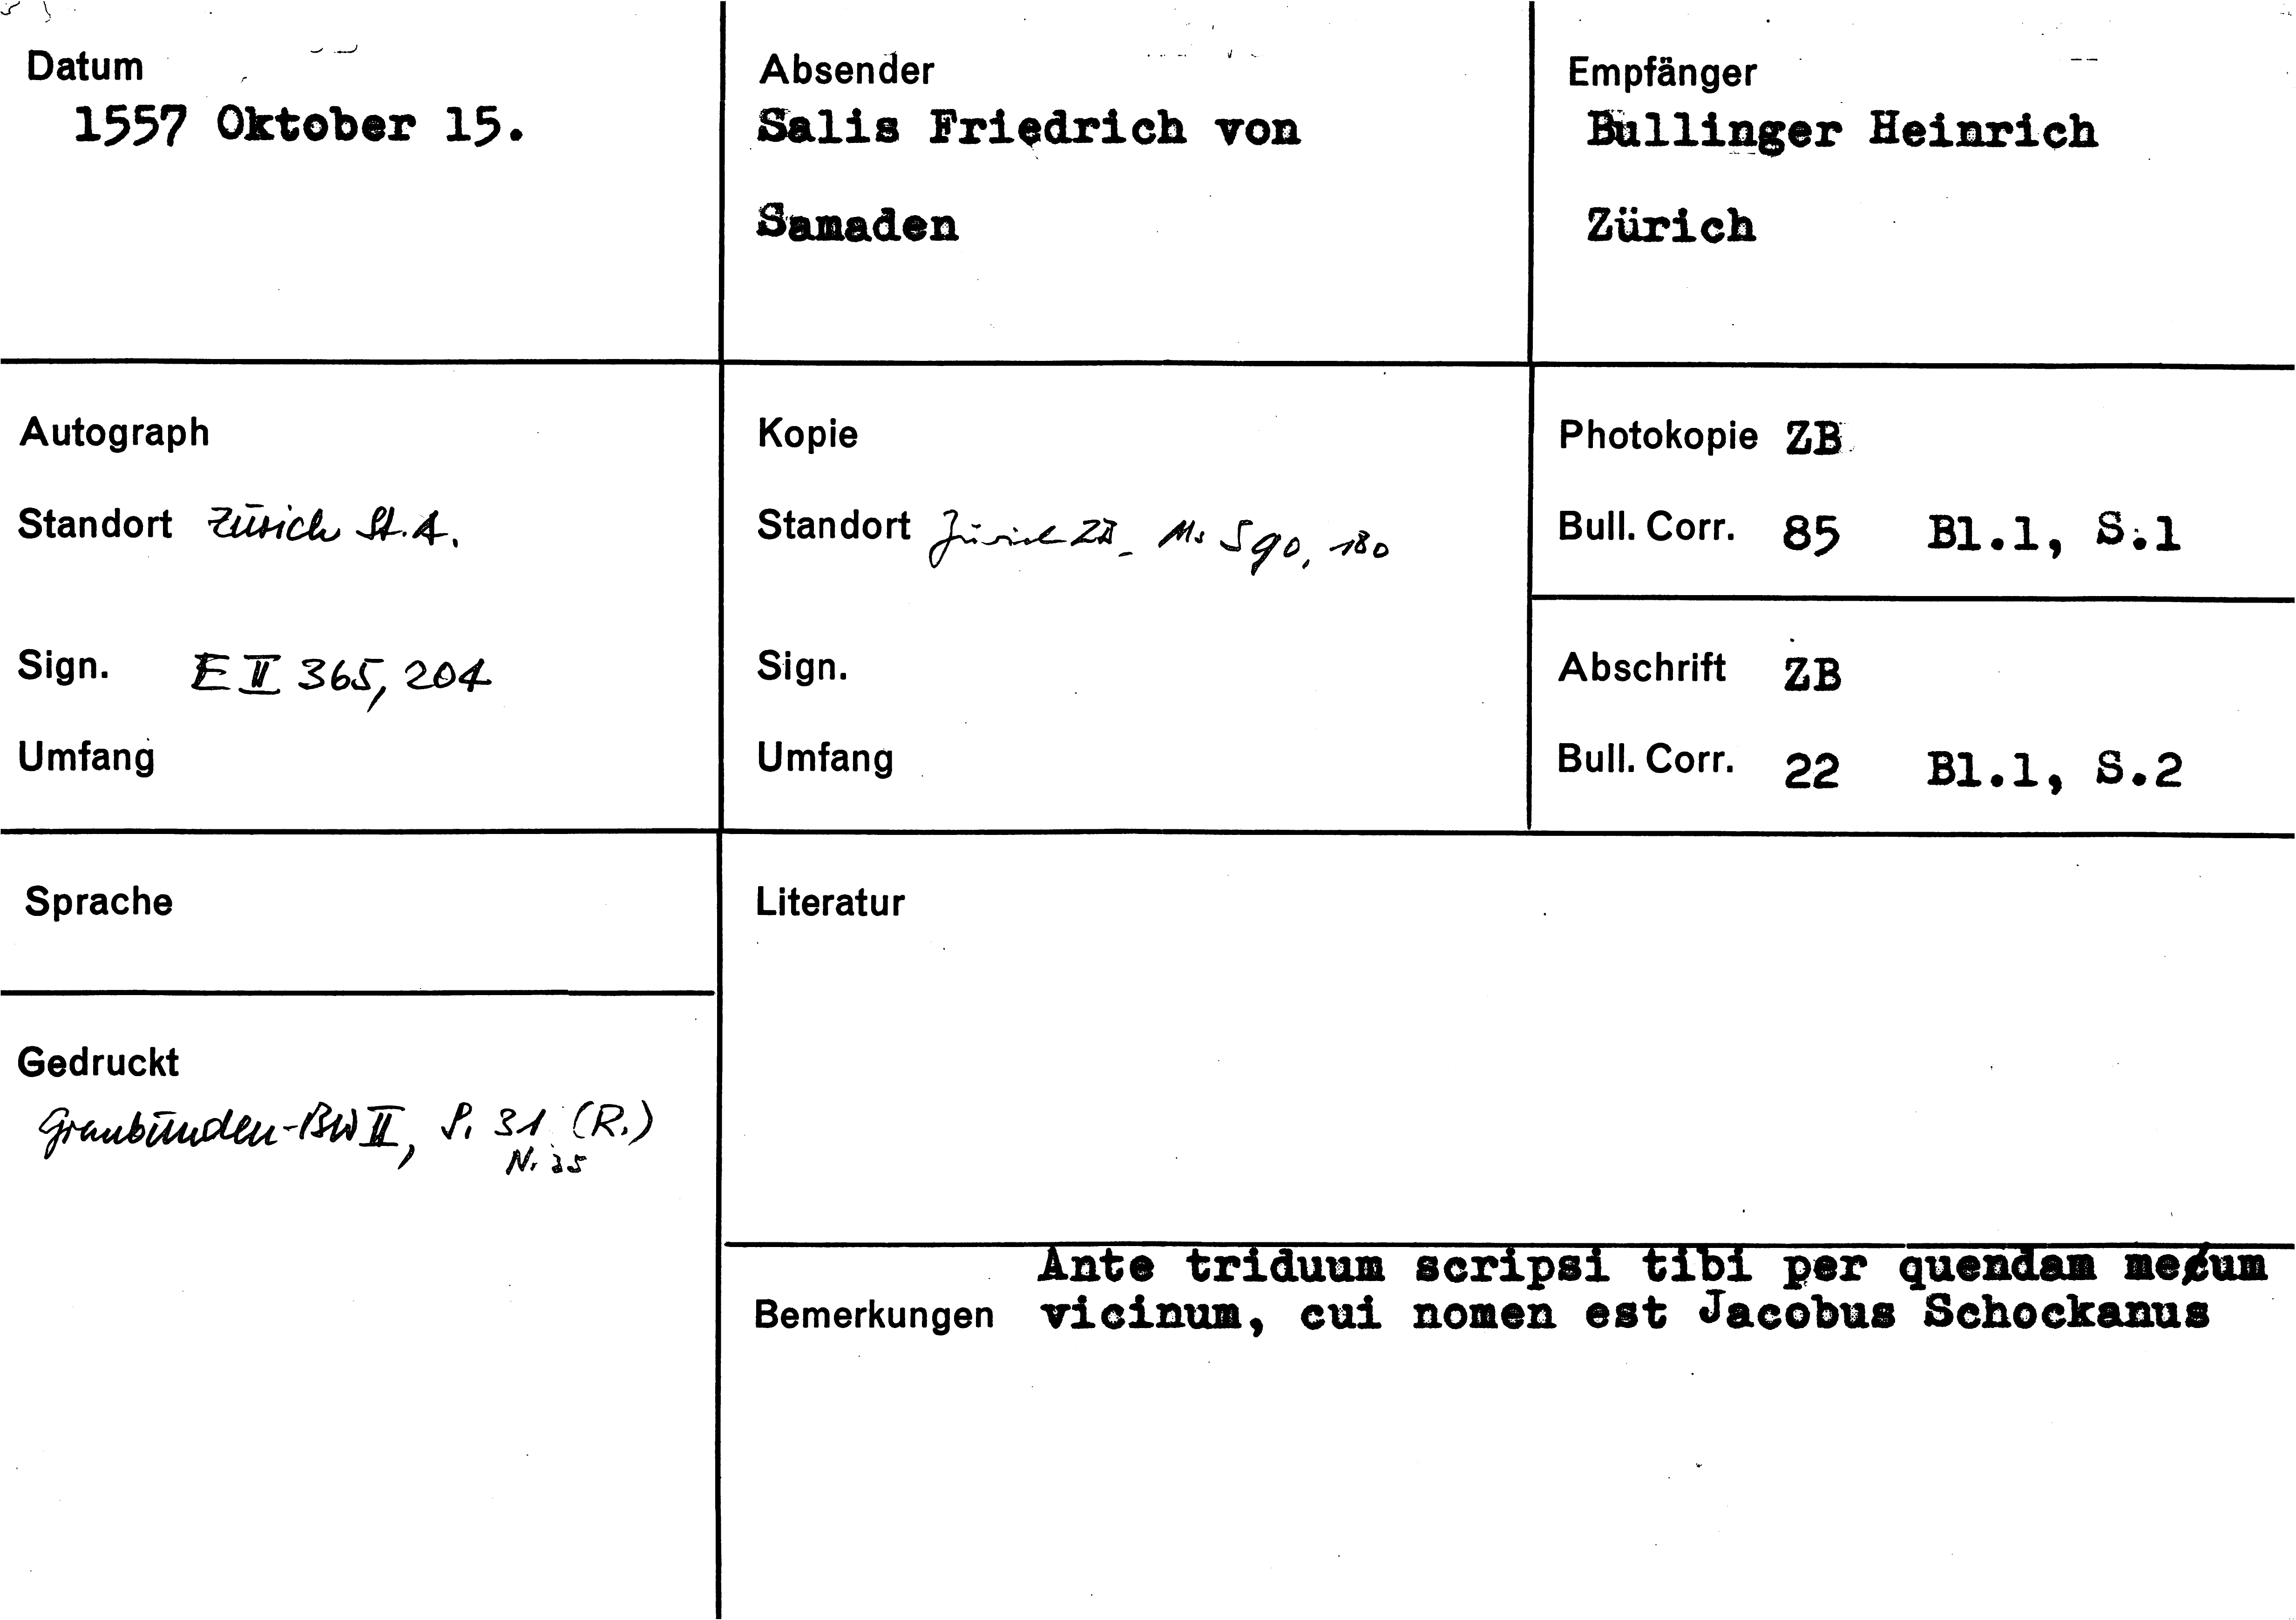 Datum
1557 Oktober 15.
Absender
Salis Friedrich von
Samaden
Empfänger
Bullinger Heinrich
Zürich
Autograph
Standort Zürich St. A.
Sign. E II 365, 204
Umfang
Kopie
Standort Zürich ZB - Ms S 90, 180
Sign.
Umfang
Photokopie ZB
Bull. Corr. 85 Bl.1, S.1
Abschrift ZB
Bull. Corr. 22 Bl.1, S.2
Sprache
Gedruckt
Graubünden-BW II, S. 31 (R.)
Nr. 35
Literatur
Bemerkungen
Ante triduum scripsi tibi per quendam meum
vicinum, cui nomen est Jacobus Schockanus